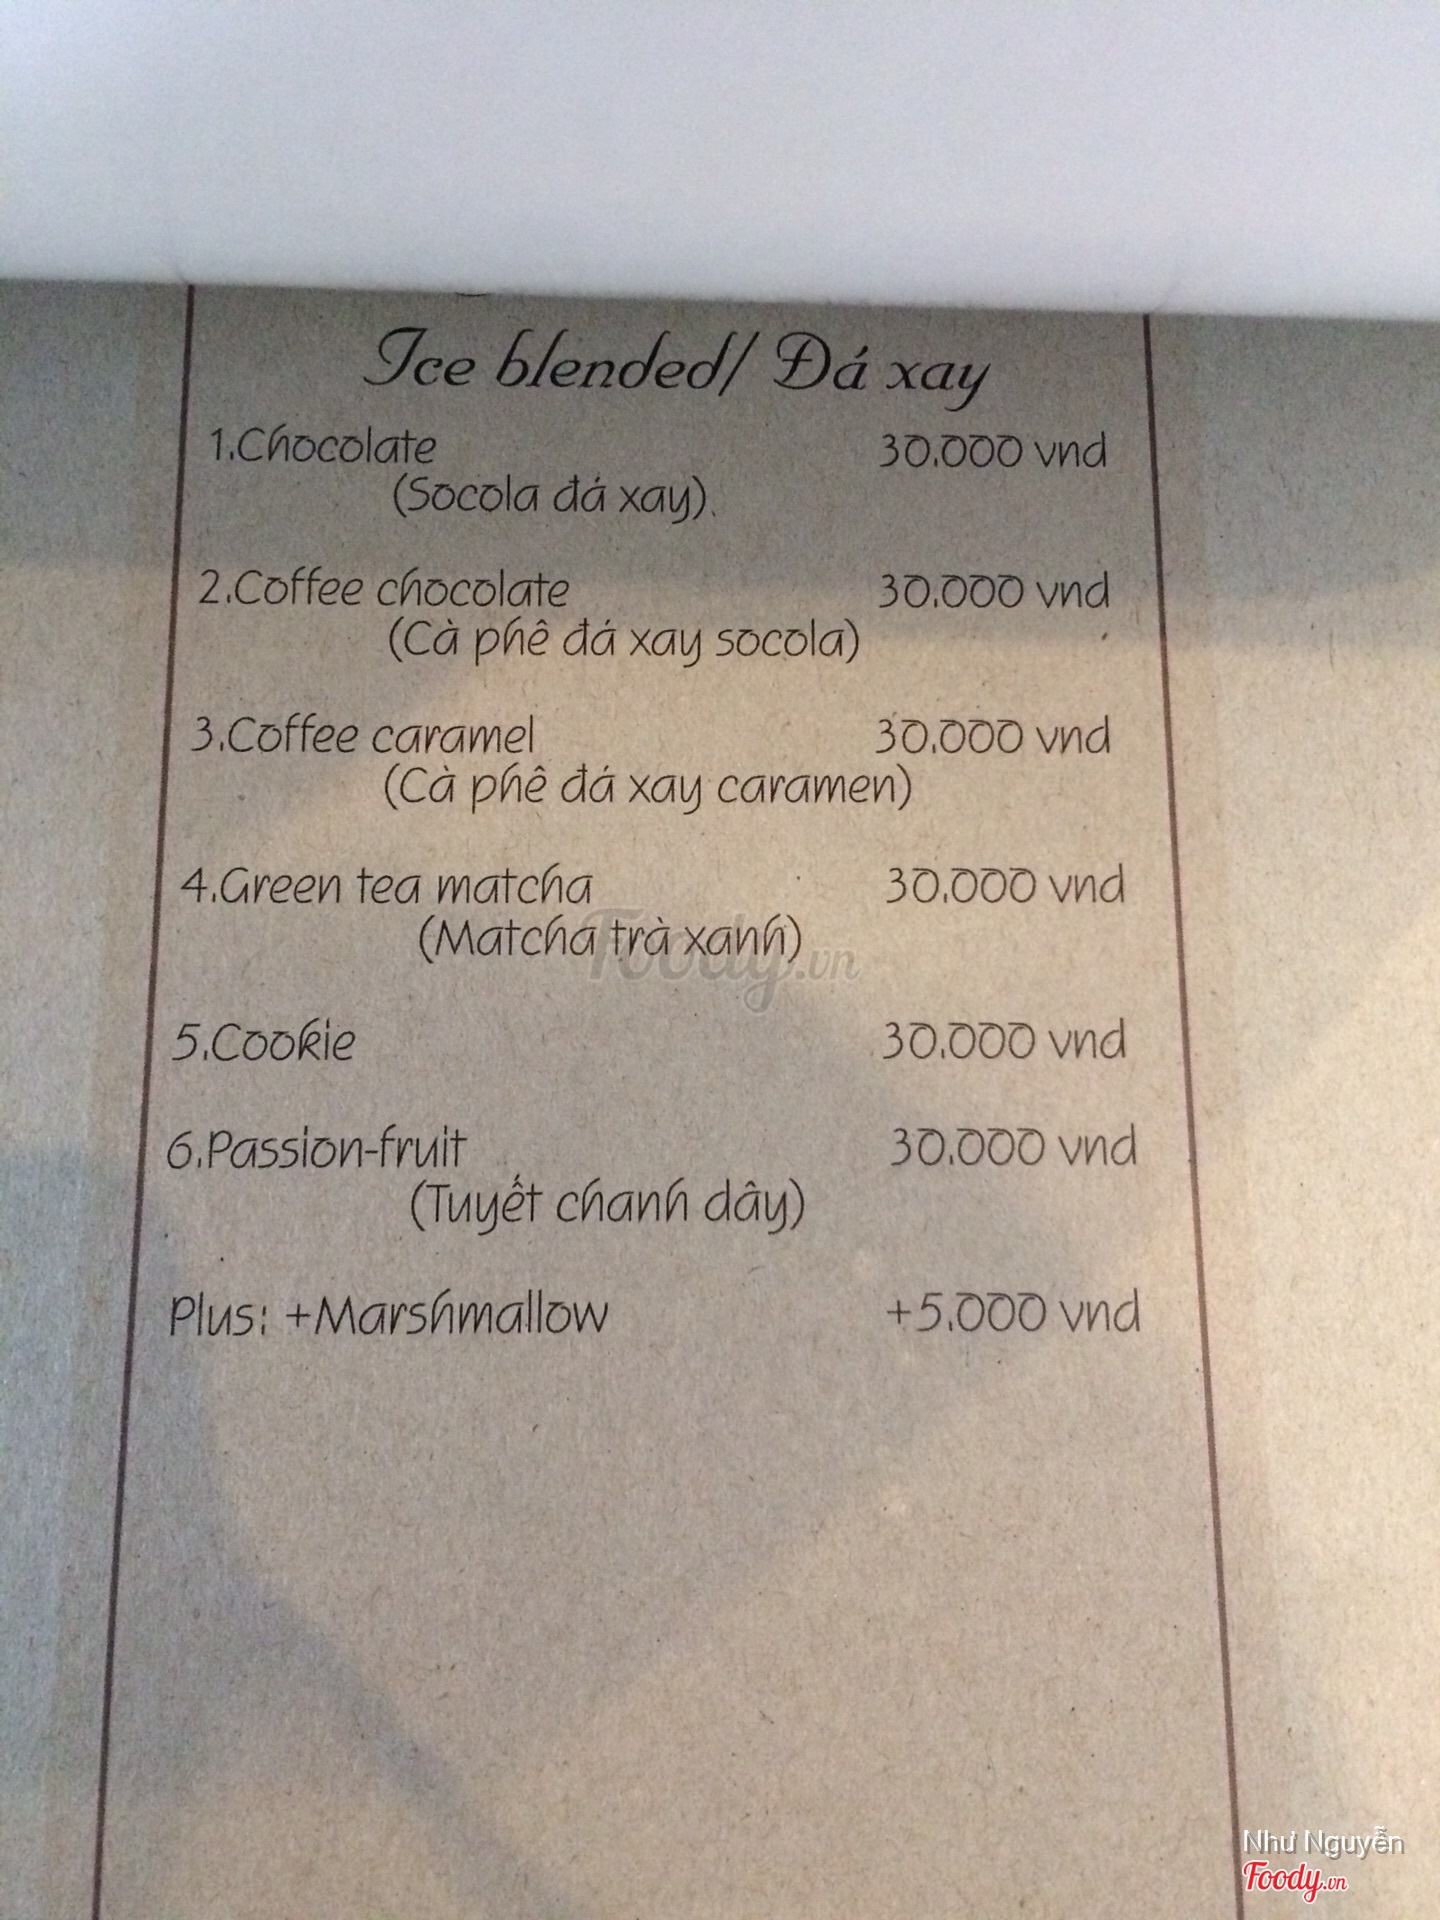 Ice blended/ Đá xay
1.Chocolate 30.000 vnd
(Socola đá xay).
2.Coffee chocolate 30.000 vnd
(Cà phê đá xay socola)
3.Coffee caramel 30.000 vnd
(Cà phê đá xay caramen)
4.Green tea matcha 30.000 vnd
(Matcha trà xanh)
Foody.vn
5.Cookie 30.000 vnd
6.Passion-fruit 30.000 vnd
(Tuyết chanh dây)
Plus: +Marshmallow +5.000 vnd
Như Nguyễn
Foody.vn